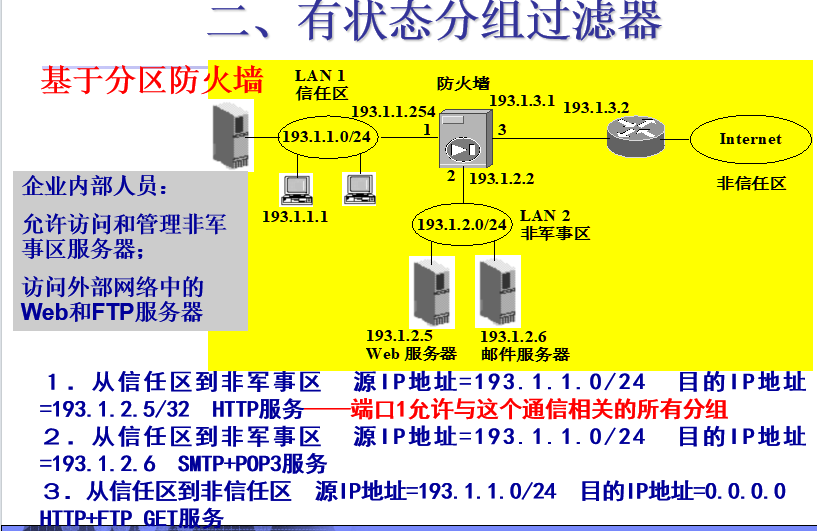 二、有状态分组过滤器
基于分区防火墙
LAN 1
信任区
防火墙
193.1.1.254
193.1.3.1
193.1.3.2
193.1.1.0/24
1
3
Internet
非信任区
2
193.1.2.2
193.1.1.1
193.1.2.0/24
LAN 2
非军事区
企业内部人员：
允许访问和管理非军
事区服务器；
访问外部网络中的
Web和FTP服务器
193.1.2.5
Web 服务器
193.1.2.6
邮件服务器
1．从信任区到非军事区 源IP地址=193.1.1.0/24 目的IP地址
=193.1.2.5/32 HTTP服务——端口1允许与这个通信相关的所有分组
2．从信任区到非军事区 源IP地址=193.1.1.0/24 目的IP地址
=193.1.2.6 SMTP+POP3服务
3．从信任区到非信任区 源IP地址=193.1.1.0/24 目的IP地址=0.0.0.0
HTTP+FTP GET服务